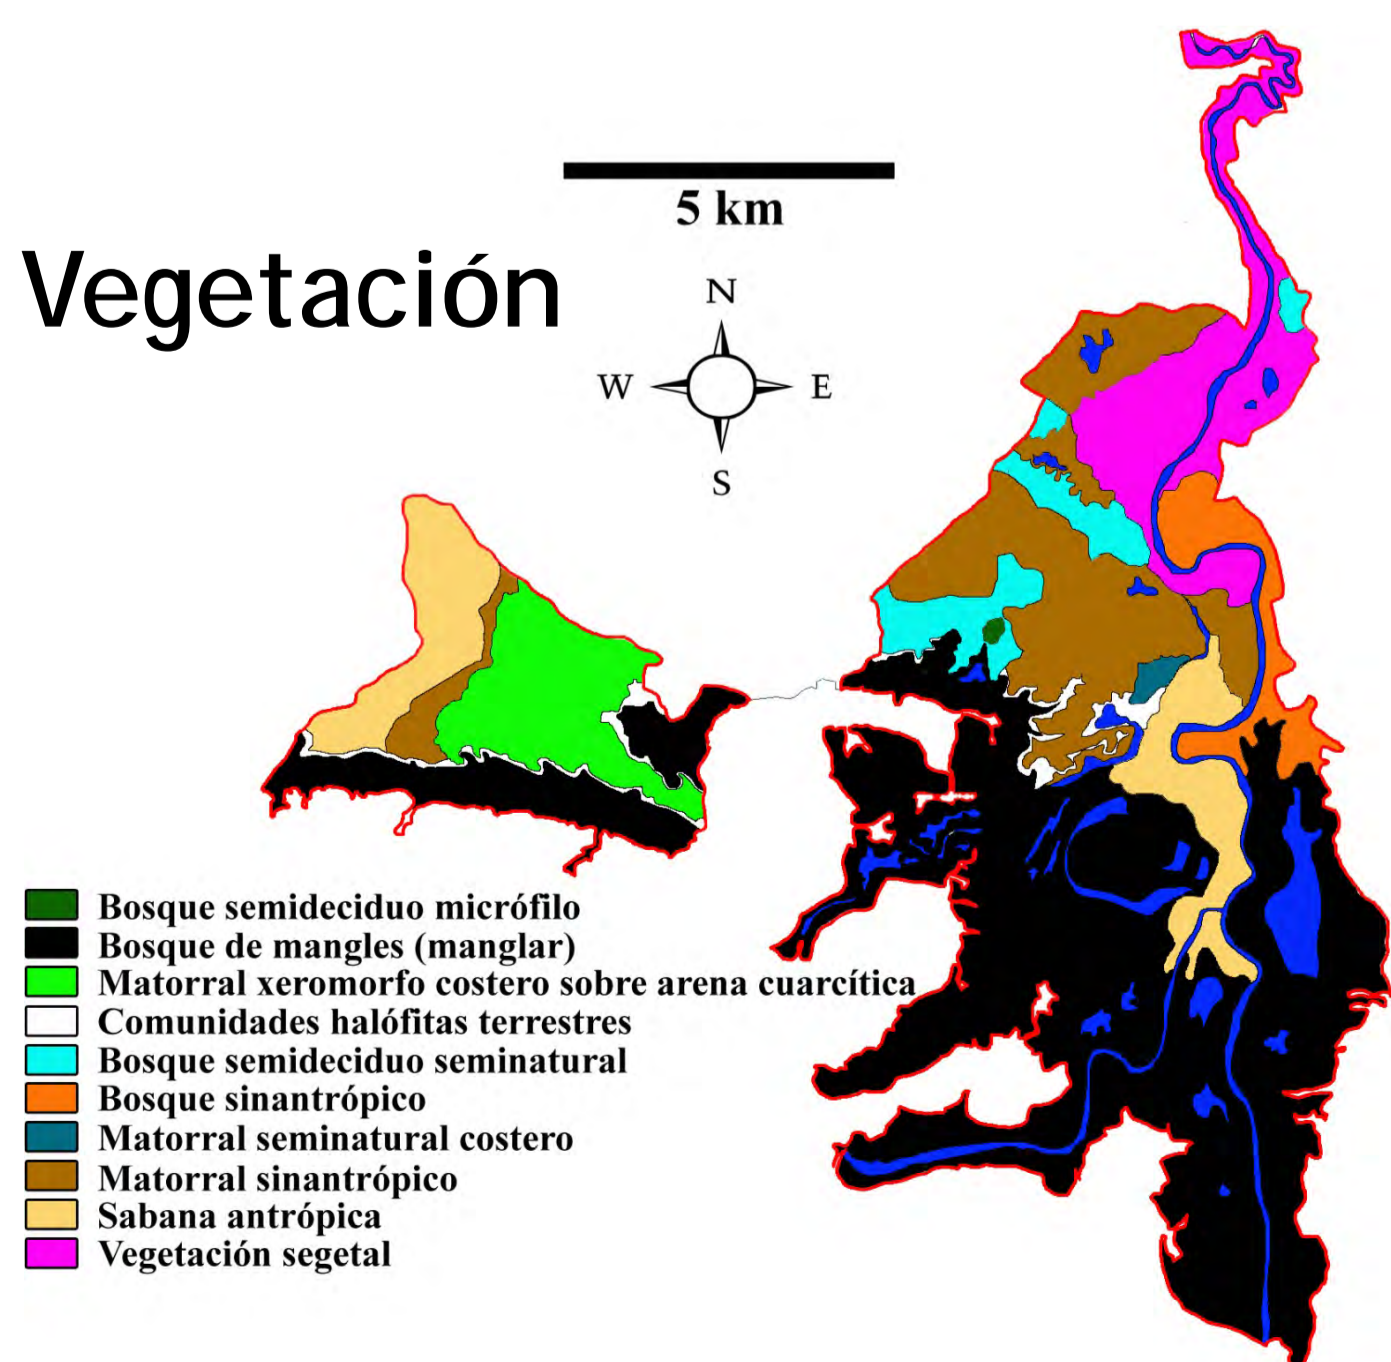 5 km
Vegetación
N
W E
S
Bosque semideciduo micrófilo
Bosque de mangles (manglar)
Matorral xeromorfo costero sobre arena cuarcítica
Comunidades halófitas terrestres
Bosque semideciduo seminatural
Bosque sinantrópico
Matorral seminatural costero
Matorral sinantrópico
Sabana antrópica
Vegetación segetal